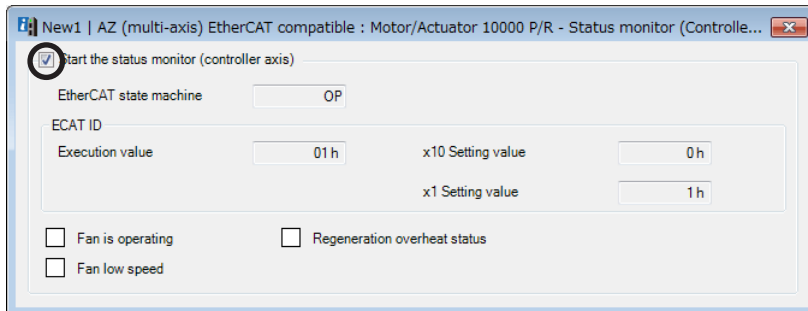 New1 | AZ (multi-axis) EtherCAT compatible : Motor/Actuator 10000 P/R - Status monitor (Controlle...
Start the status monitor (controller axis)
EtherCAT state machine OP
ECAT ID
Execution value 01 h x10 Setting value 0 h
x1 Setting value 1 h
Fan is operating Regeneration overheat status
Fan low speed